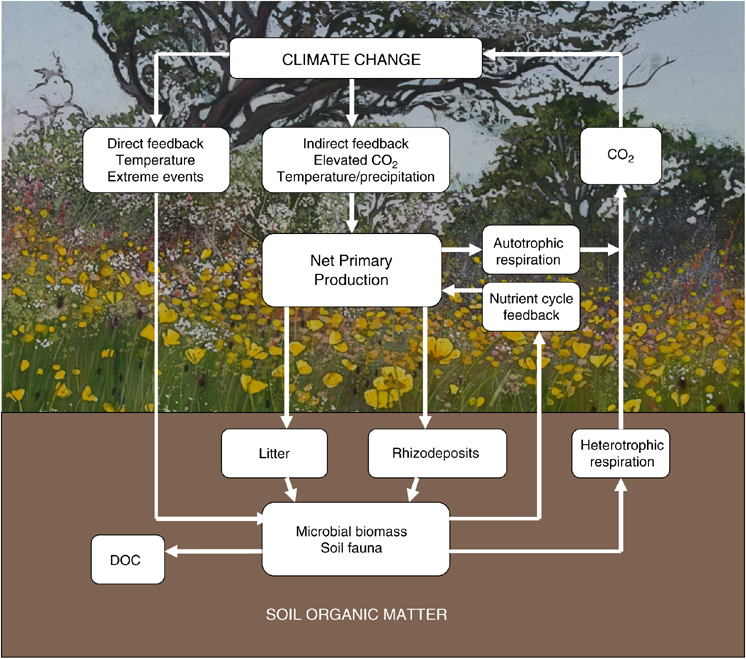 CLIMATE CHANGE
Direct feedback
Temperature
Extreme events
Indirect feedback
Elevated CO₂
Temperature/precipitation
CO₂
Net Primary
Production
Autotrophic
respiration
Nutrient cycle
feedback
Litter
Rhizodeposits
Heterotrophic
respiration
Microbial biomass
Soil fauna
DOC
SOIL ORGANIC MATTER